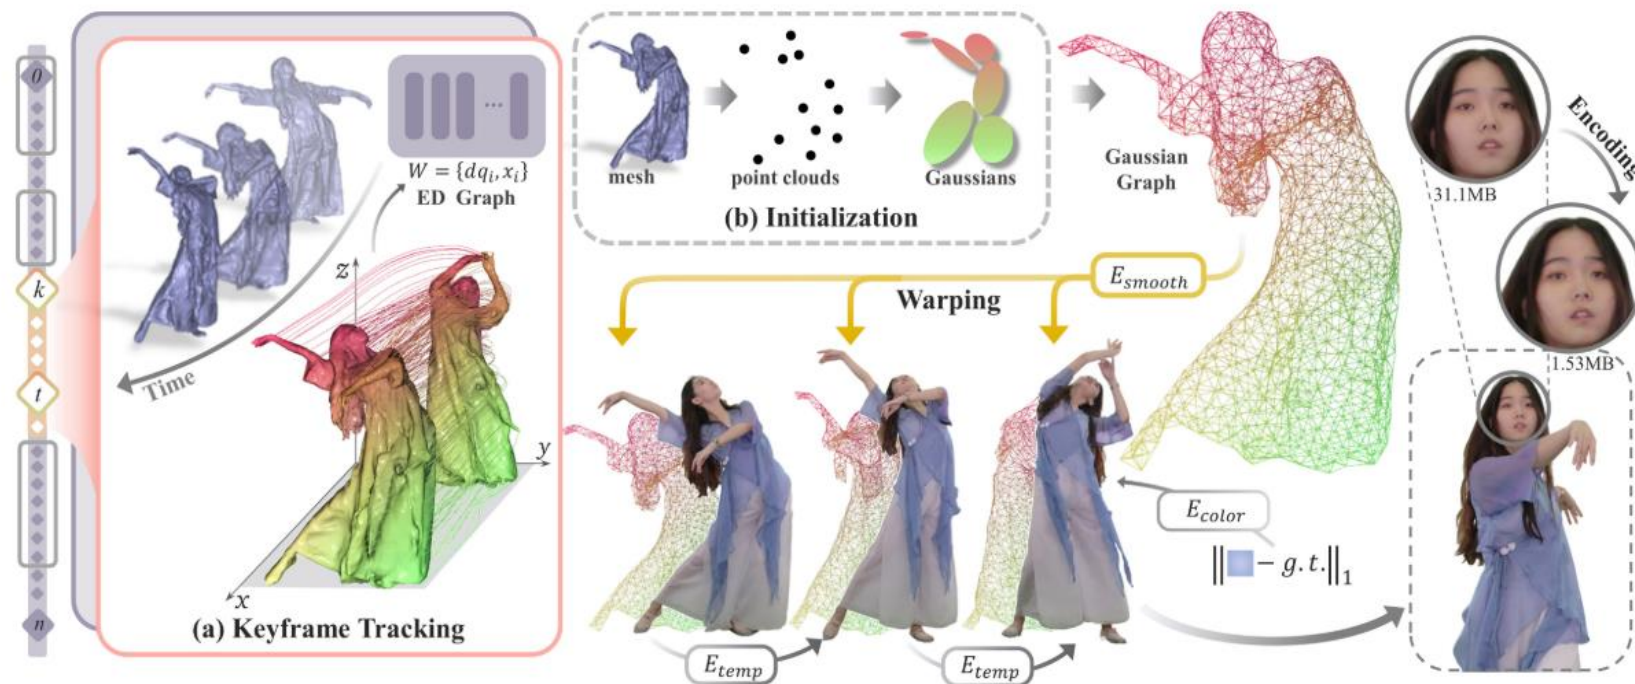 0
k
t
n
Time
W = {dq_i, x_i}
ED Graph
z
y
x
(a) Keyframe Tracking
mesh
point clouds
Gaussians
(b) Initialization
Gaussian
Graph
E_smooth
Warping
E_temp
E_temp
E_color
‖ - g.t.‖₁
31.1MB
Encoding
1.53MB